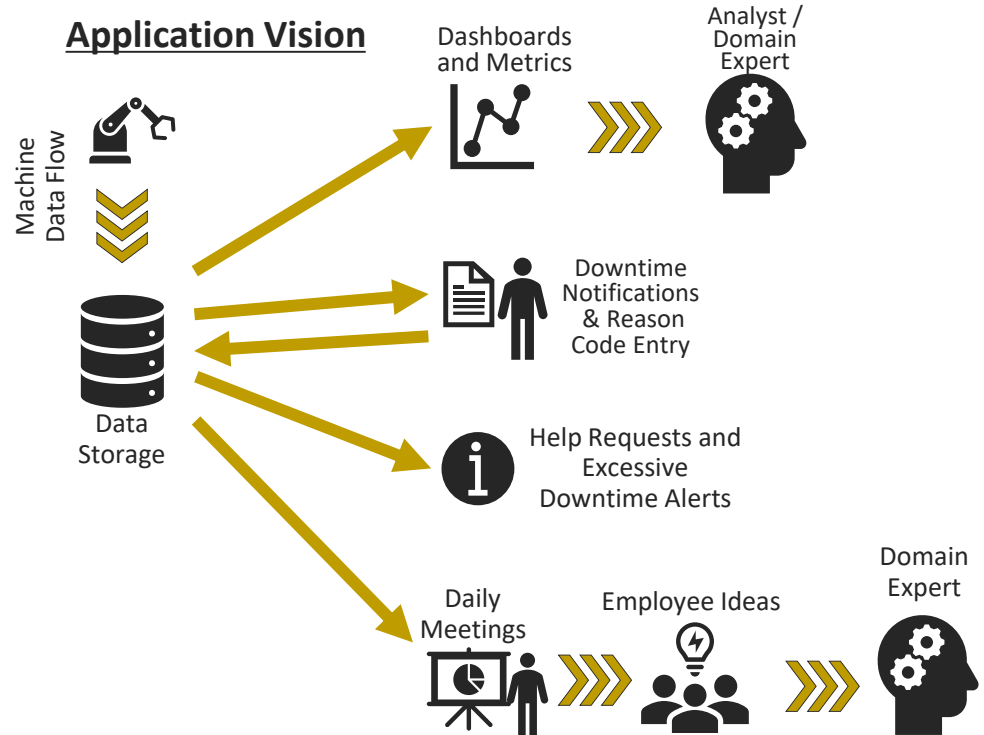 Application Vision
Machine
Data Flow
Data
Storage
Dashboards
and Metrics
Analyst /
Domain
Expert
Downtime
Notifications
& Reason
Code Entry
Help Requests and
Excessive
Downtime Alerts
Daily
Meetings
Employee Ideas
Domain
Expert